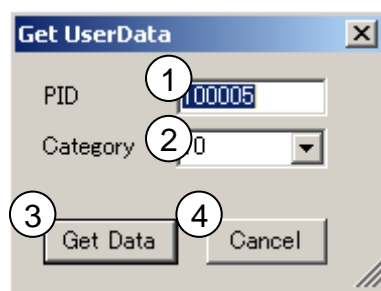 Get UserData
1
PID
100005
2
Category
0
3
4
Get Data
Cancel